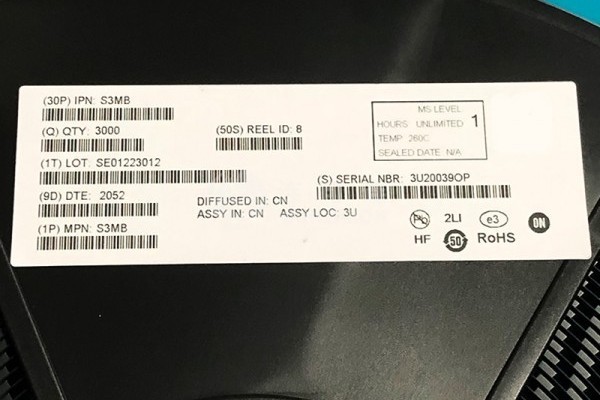 (30P) IPN: S3MB
(Q) QTY: 3000
(50S) REEL ID: 8
(1T) LOT: SE01223012
(9D) DTE: 2052
(1P) MPN: S3MB
DIFFUSED IN: CN
ASSY IN: CN ASSY LOC: 3U
MS LEVEL
HOURS UNLIMITED 1
TEMP 260C
SEALED DATE N/A
(S) SERIAL NBR: 3U20039OP
Pb 2LI e3 ON
HF 50 RoHS